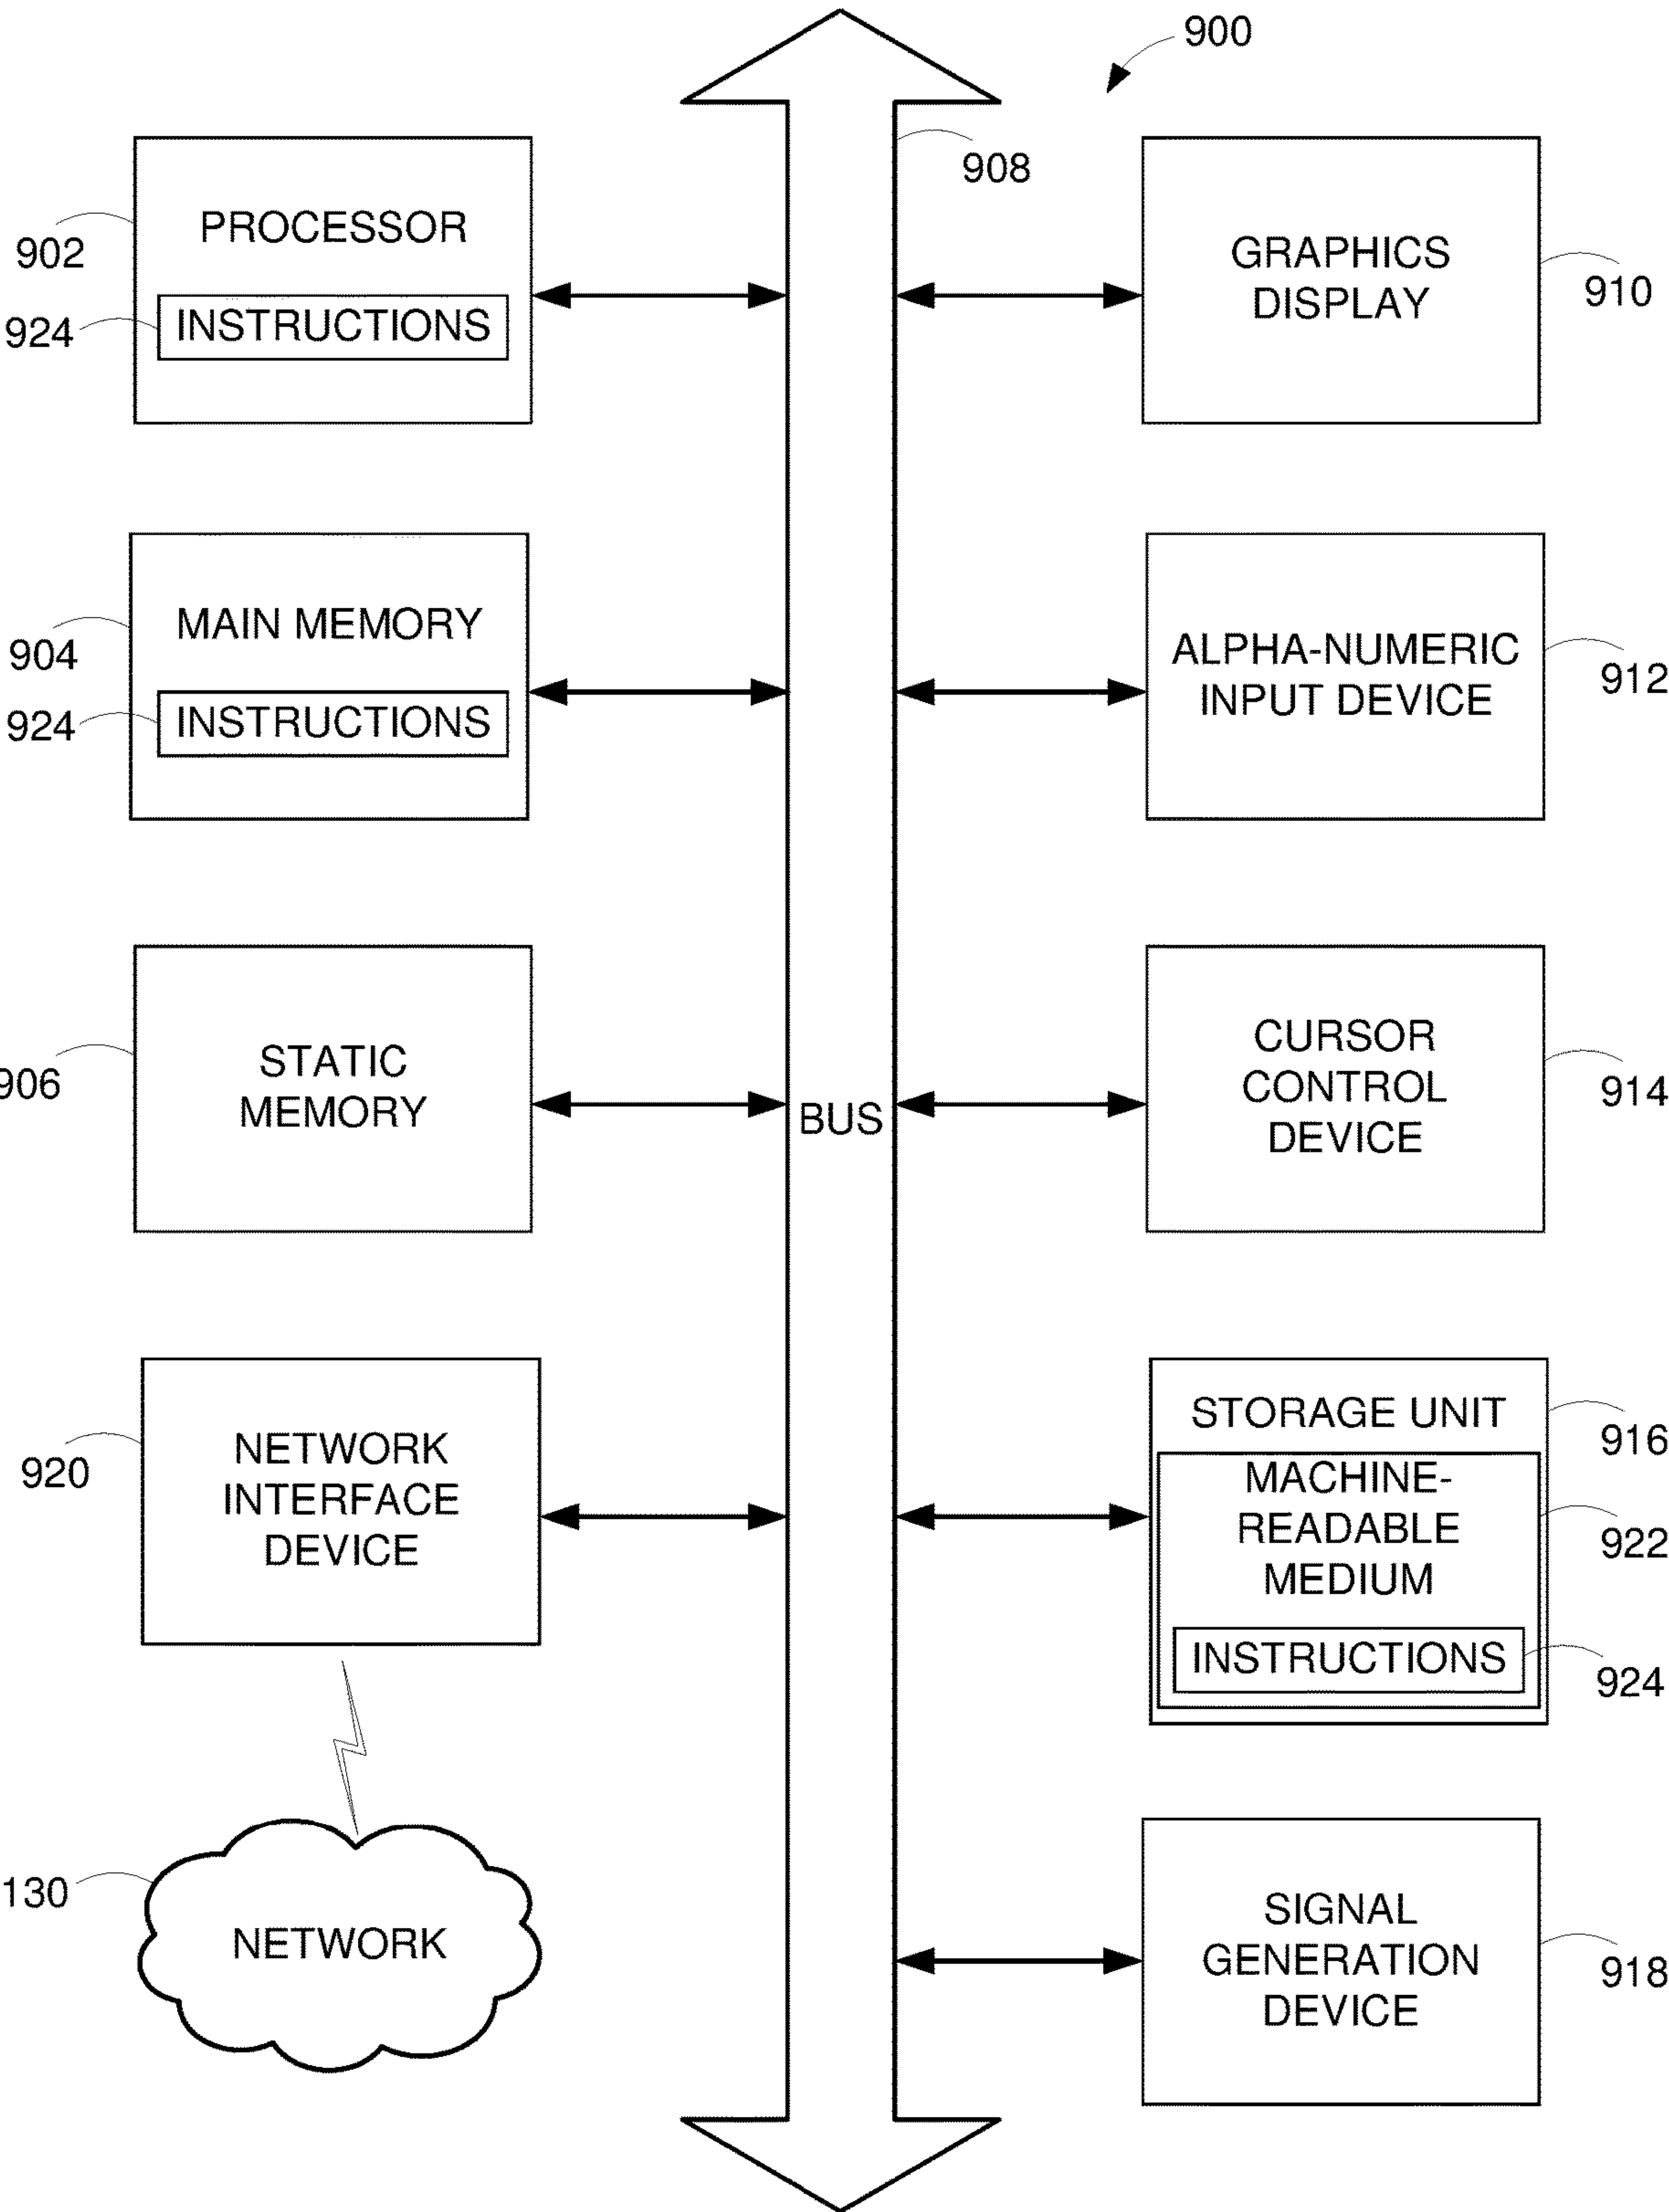 900
908
PROCESSOR
902
INSTRUCTIONS
924
GRAPHICS
DISPLAY
910
MAIN MEMORY
904
INSTRUCTIONS
924
ALPHA-NUMERIC
INPUT DEVICE
912
STATIC
MEMORY
906
BUS
CURSOR
CONTROL
DEVICE
914
NETWORK
INTERFACE
DEVICE
920
STORAGE UNIT
916
MACHINE-
READABLE
MEDIUM
922
INSTRUCTIONS
924
130
NETWORK
SIGNAL
GENERATION
DEVICE
918